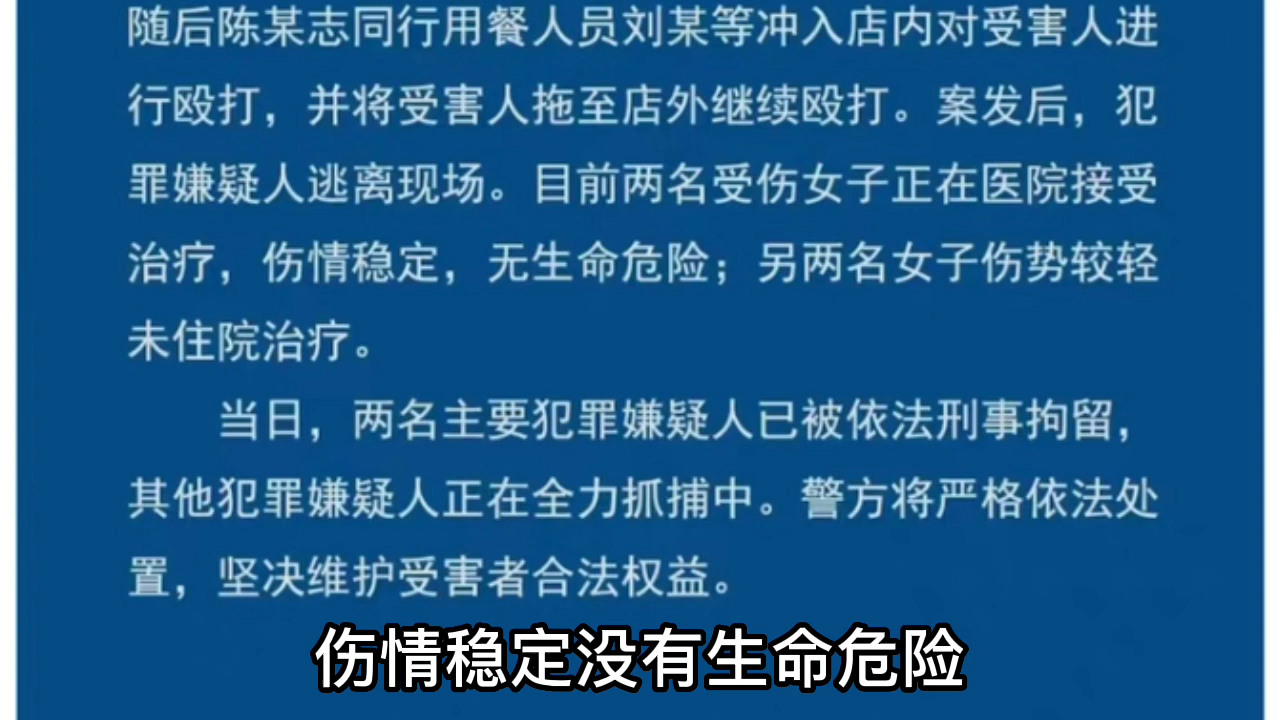 随后陈某志同行用餐人员刘某等冲入店内对受害人进
行殴打，并将受害人拖至店外继续殴打。案发后，犯
罪嫌疑人逃离现场。目前两名受伤女子正在医院接受
治疗，伤情稳定，无生命危险；另两名女子伤势较轻
未住院治疗。
当日，两名主要犯罪嫌疑人已被依法刑事拘留，
其他犯罪嫌疑人正在全力抓捕中。警方将严格依法处
置，坚决维护受害者合法权益。
伤情稳定没有生命危险